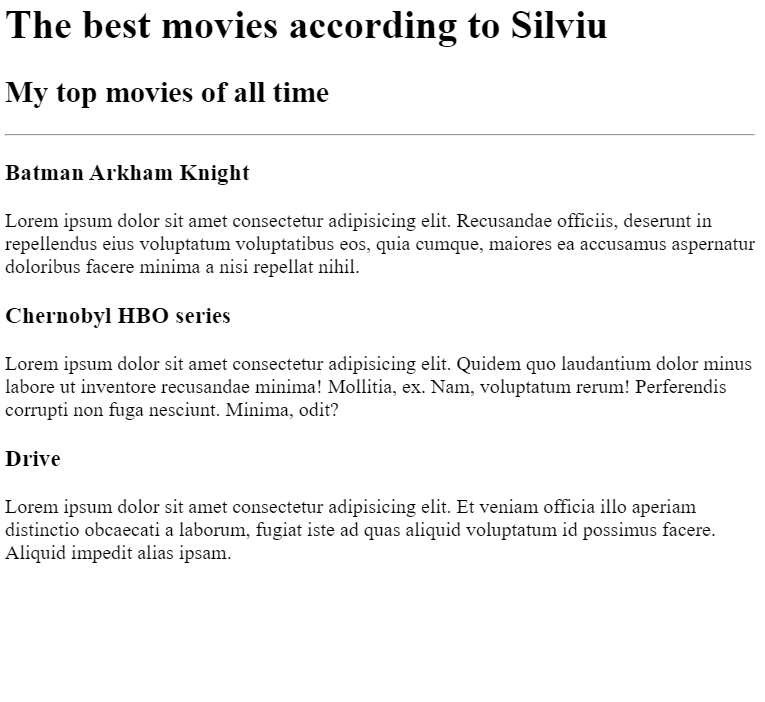 The best movies according to Silviu
My top movies of all time
Batman Arkham Knight
Lorem ipsum dolor sit amet consectetur adipisicing elit. Recusandae officiis, deserunt in
repellendus eius voluptatum voluptatibus eos, quia cumque, maiores ea accusamus aspernatur
doloribus facere minima a nisi repellat nihil.
Chernobyl HBO series
Lorem ipsum dolor sit amet consectetur adipisicing elit. Quidem quo laudantium dolor minus
labore ut inventore recusandae minima! Mollitia, ex. Nam, voluptatum rerum! Perferendis
corrupti non fuga nesciunt. Minima, odit?
Drive
Lorem ipsum dolor sit amet consectetur adipisicing elit. Et veniam officia illo aperiam
distinctio obcaecati a laborum, fugiat iste ad quas aliquid voluptatum id possimus facere.
Aliquid impedit alias ipsam.